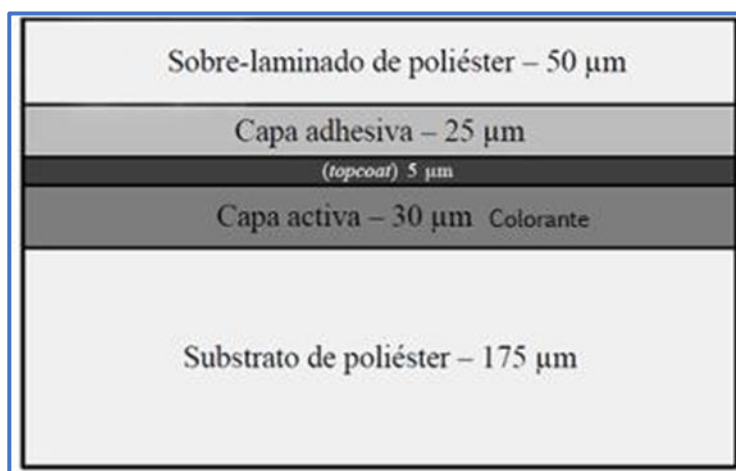 Sobre-laminado de poliéster – 50 µm
Capa adhesiva – 25 µm
(topcoat) 5 µm
Capa activa – 30 µm Colorante
Substrato de poliéster – 175 µm